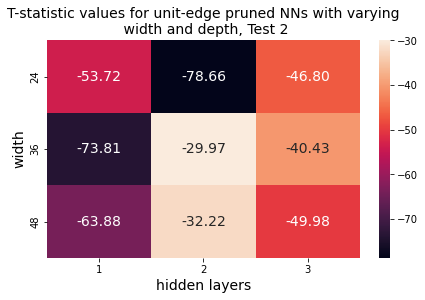 T-statistic values for unit-edge pruned NNs with varying
width and depth, Test 2
-53.72 -78.66 -46.80
-73.81 -29.97 -40.43
-63.88 -32.22 -49.98
24
36
48
width
1 2 3
hidden layers
-30
-40
-50
-60
-70